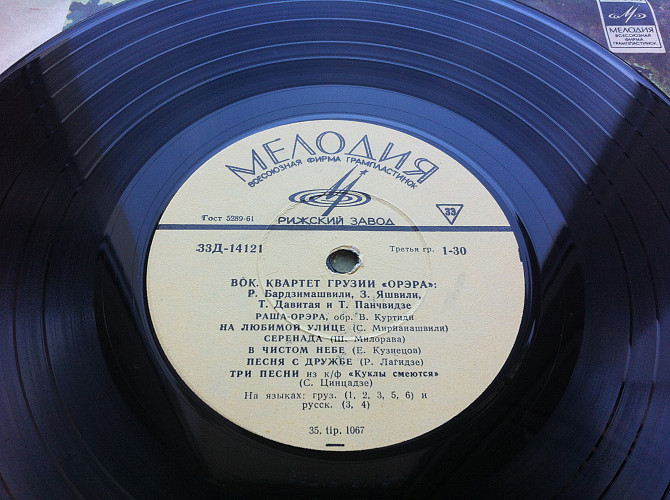 МЕЛОДИЯ
ВСЕСОЮЗНАЯ
ФИРМА
ГРАМПЛАСТИНОК
МЕЛОДИЯ
ВСЕСОЮЗНАЯ ФИРМА ГРАМПЛАСТИНОК
Гост 5289-61
РИЖСКИЙ ЗАВОД
33
33Д-14121
Третья гр. 1-30
ВОК. КВАРТЕТ ГРУЗИИ «ОРЭРА»:
Р. Бардзимашвили, З. Яшвили,
Т. Давитая и Т. Панчвидзе
РАША-ОРЭРА, обр. В. Куртиди
НА ЛЮБИМОЙ УЛИЦЕ (С. Мирианашвили)
СЕРЕНАДА (Ш. Милорава)
В ЧИСТОМ НЕБЕ (Е. Кузнецов)
ПЕСНЯ С ДРУЖБЕ (Р. Лагидзе)
ТРИ ПЕСНИ из к/ф «Куклы смеются»
(С. Цинцадзе)
На языках: груз. (1, 2, 3, 5, 6) и
русск. (3, 4)
35. tip. 1067